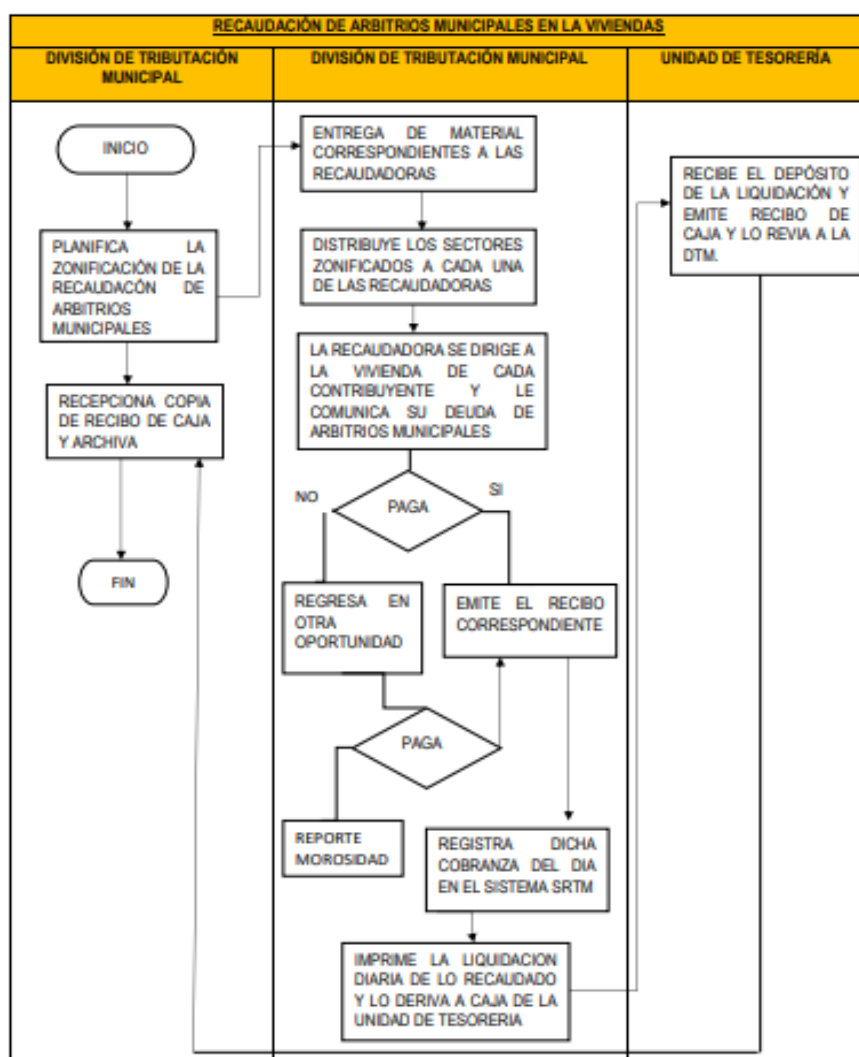 RECAUDACIÓN DE ARBITRIOS MUNICIPALES EN LA VIVIENDAS
DIVISIÓN DE TRIBUTACIÓN
MUNICIPAL
DIVISIÓN DE TRIBUTACIÓN MUNICIPAL
UNIDAD DE TESORERÍA
INICIO
PLANIFICA LA
ZONIFICACIÓN DE LA
RECAUDACÓN DE
ARBITRIOS
MUNICIPALES
RECEPCIONA COPIA
DE RECIBO DE CAJA
Y ARCHIVA
FIN
ENTREGA DE MATERIAL
CORRESPONDIENTES A LAS
RECAUDADORAS
DISTRIBUYE LOS SECTORES
ZONIFICADOS A CADA UNA
DE LAS RECAUDADORAS
LA RECAUDADORA SE DIRIGE A
LA VIVIENDA DE CADA
CONTRIBUYENTE Y LE
COMUNICA SU DEUDA DE
ARBITRIOS MUNICIPALES
NO
PAGA
SI
REGRESA EN
OTRA
OPORTUNIDAD
EMITE EL RECIBO
CORRESPONDIENTE
PAGA
REPORTE
MOROSIDAD
REGISTRA DICHA
COBRANZA DEL DIA
EN EL SISTEMA SRTM
IMPRIME LA LIQUIDACION
DIARIA DE LO RECAUDADO
Y LO DERIVA A CAJA DE LA
UNIDAD DE TESORERIA
RECIBE EL DEPÓSITO
DE LA LIQUIDACIÓN Y
EMITE RECIBO DE
CAJA Y LO REVIA A LA
DTM.